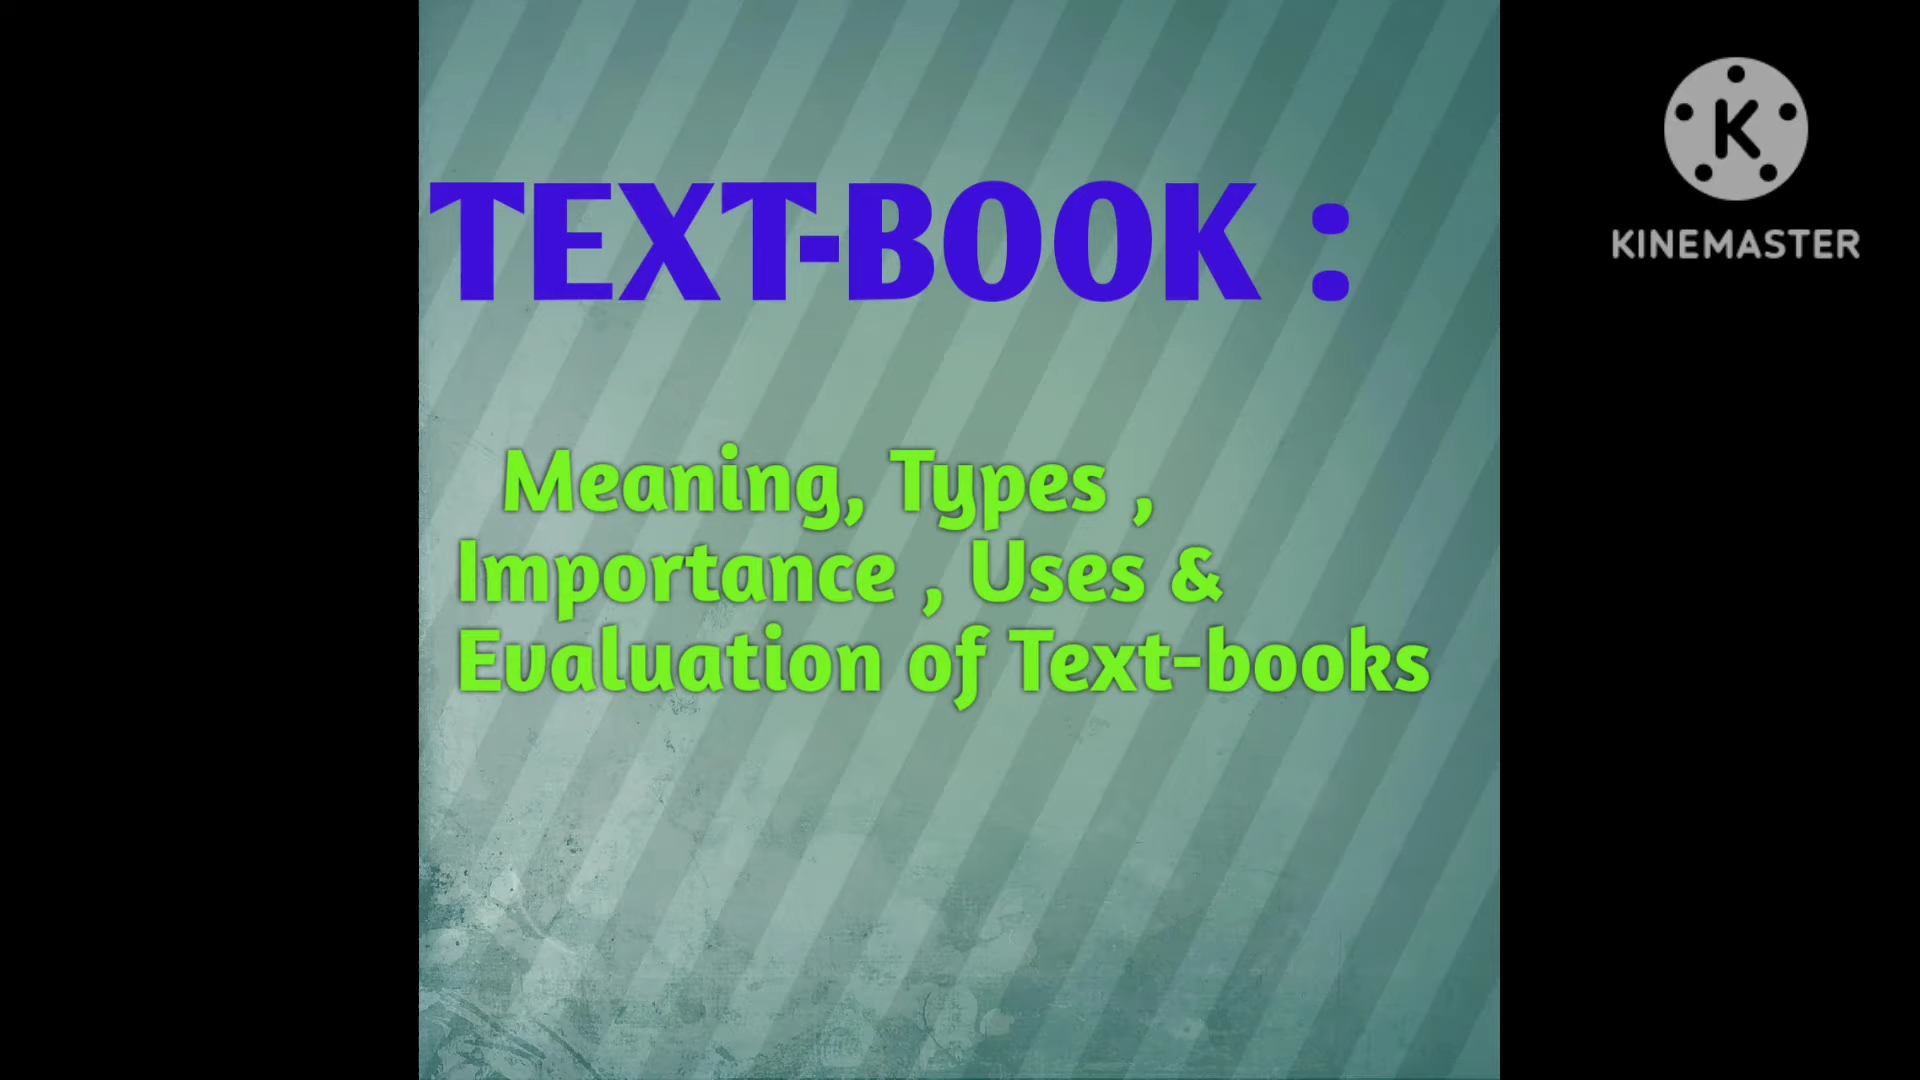 TEXT-BOOK :
Meaning, Types ,
Importance , Uses &
Evaluation of Text-books
K
KINEMASTER